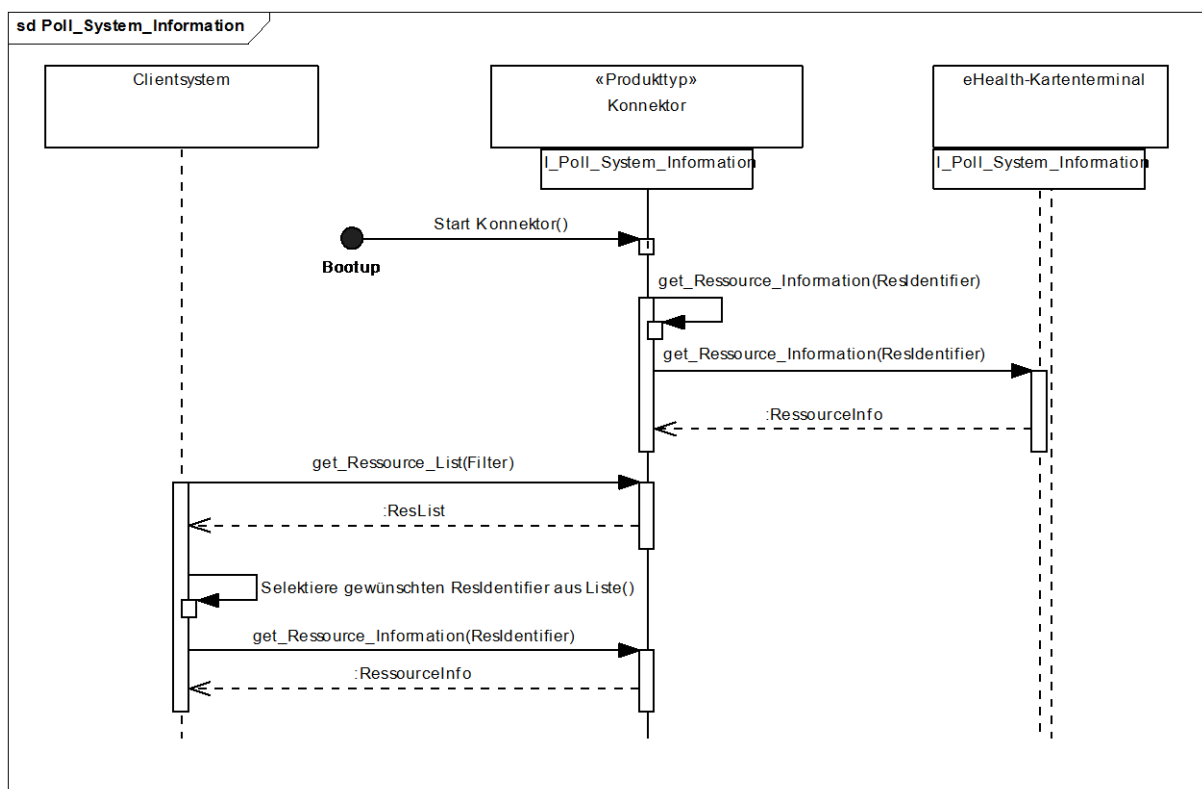 sd Poll_System_Information
Clientsystem
«Produkttyp»
Konnektor
eHealth-Kartenterminal
I_Poll_System_Information
I_Poll_System_Information
Start Konnektor()
Bootup
get_Ressource_Information(ResIdentifier)
get_Ressource_Information(ResIdentifier)
:RessourceInfo
get_Ressource_List(Filter)
:ResList
Selektiere gewünschten ResIdentifier aus Liste()
get_Ressource_Information(ResIdentifier)
:RessourceInfo